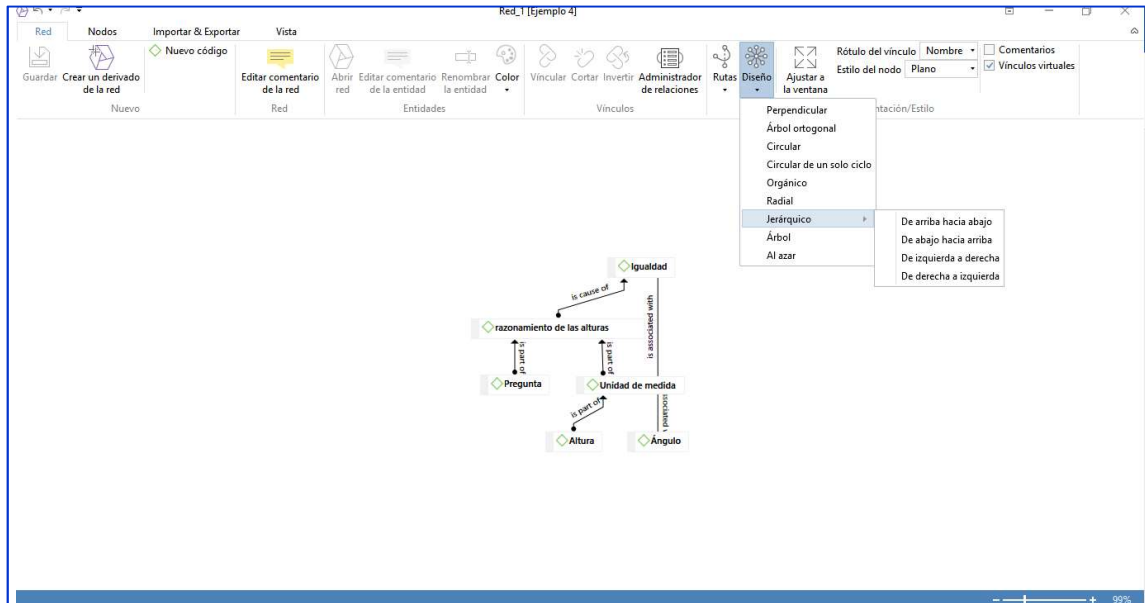 Red_1 [Ejemplo 4]
Red Nodos Importar & Exportar Vista
Guardar
Crear un derivado
de la red
Nuevo código
Nuevo
Editar comentario
de la red
Red
Abrir
red
Editar comentario
de la entidad
Renombrar
la entidad
Color
Entidades
Víncular
Cortar
Invertir
Administrador
de relaciones
Vínculos
Rutas
Diseño
Ajustar a
la ventana
Rótulo del vínculo Nombre
Estilo del nodo Plano
Comentarios
Vínculos virtuales
ntación/Estilo
Perpendicular
Árbol ortogonal
Circular
Circular de un solo ciclo
Orgánico
Radial
Jerárquico
Árbol
Al azar
De arriba hacia abajo
De abajo hacia arriba
De izquierda a derecha
De derecha a izquierda
Igualdad
is cause of
is associated with
razonamiento de las alturas
is part of
is part of
Pregunta
Unidad de medida
is part of
ssociated
Altura
Ángulo
99%